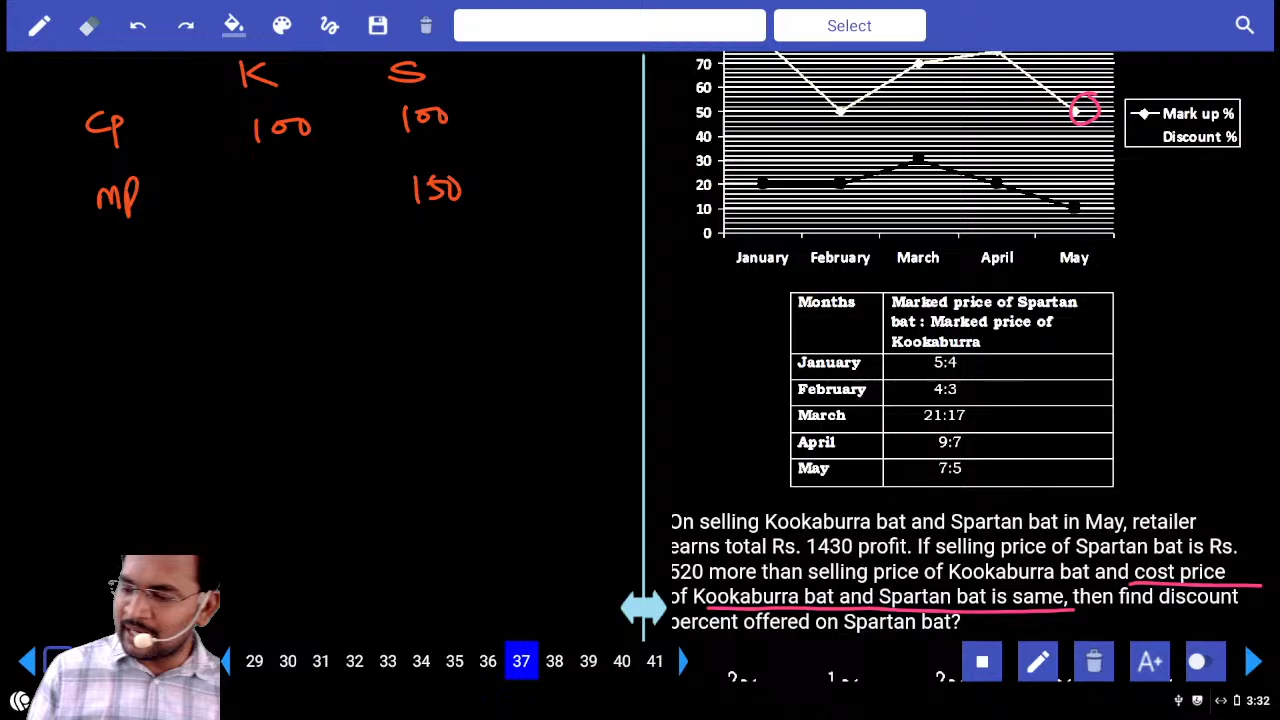 Select
K S
CP 100 100
MP 150
70
60
50
40
30
20
10
0
Mark up %
Discount %
January February March April May
Months Marked price of Spartan
bat : Marked price of
Kookaburra
January 5:4
February 4:3
March 21:17
April 9:7
May 7:5
On selling Kookaburra bat and Spartan bat in May, retailer
earns total Rs. 1430 profit. If selling price of Spartan bat is Rs.
520 more than selling price of Kookaburra bat and cost price
of Kookaburra bat and Spartan bat is same, then find discount
percent offered on Spartan bat?
29 30 31 32 33 34 35 36 37 38 39 40 41
A+
3:32